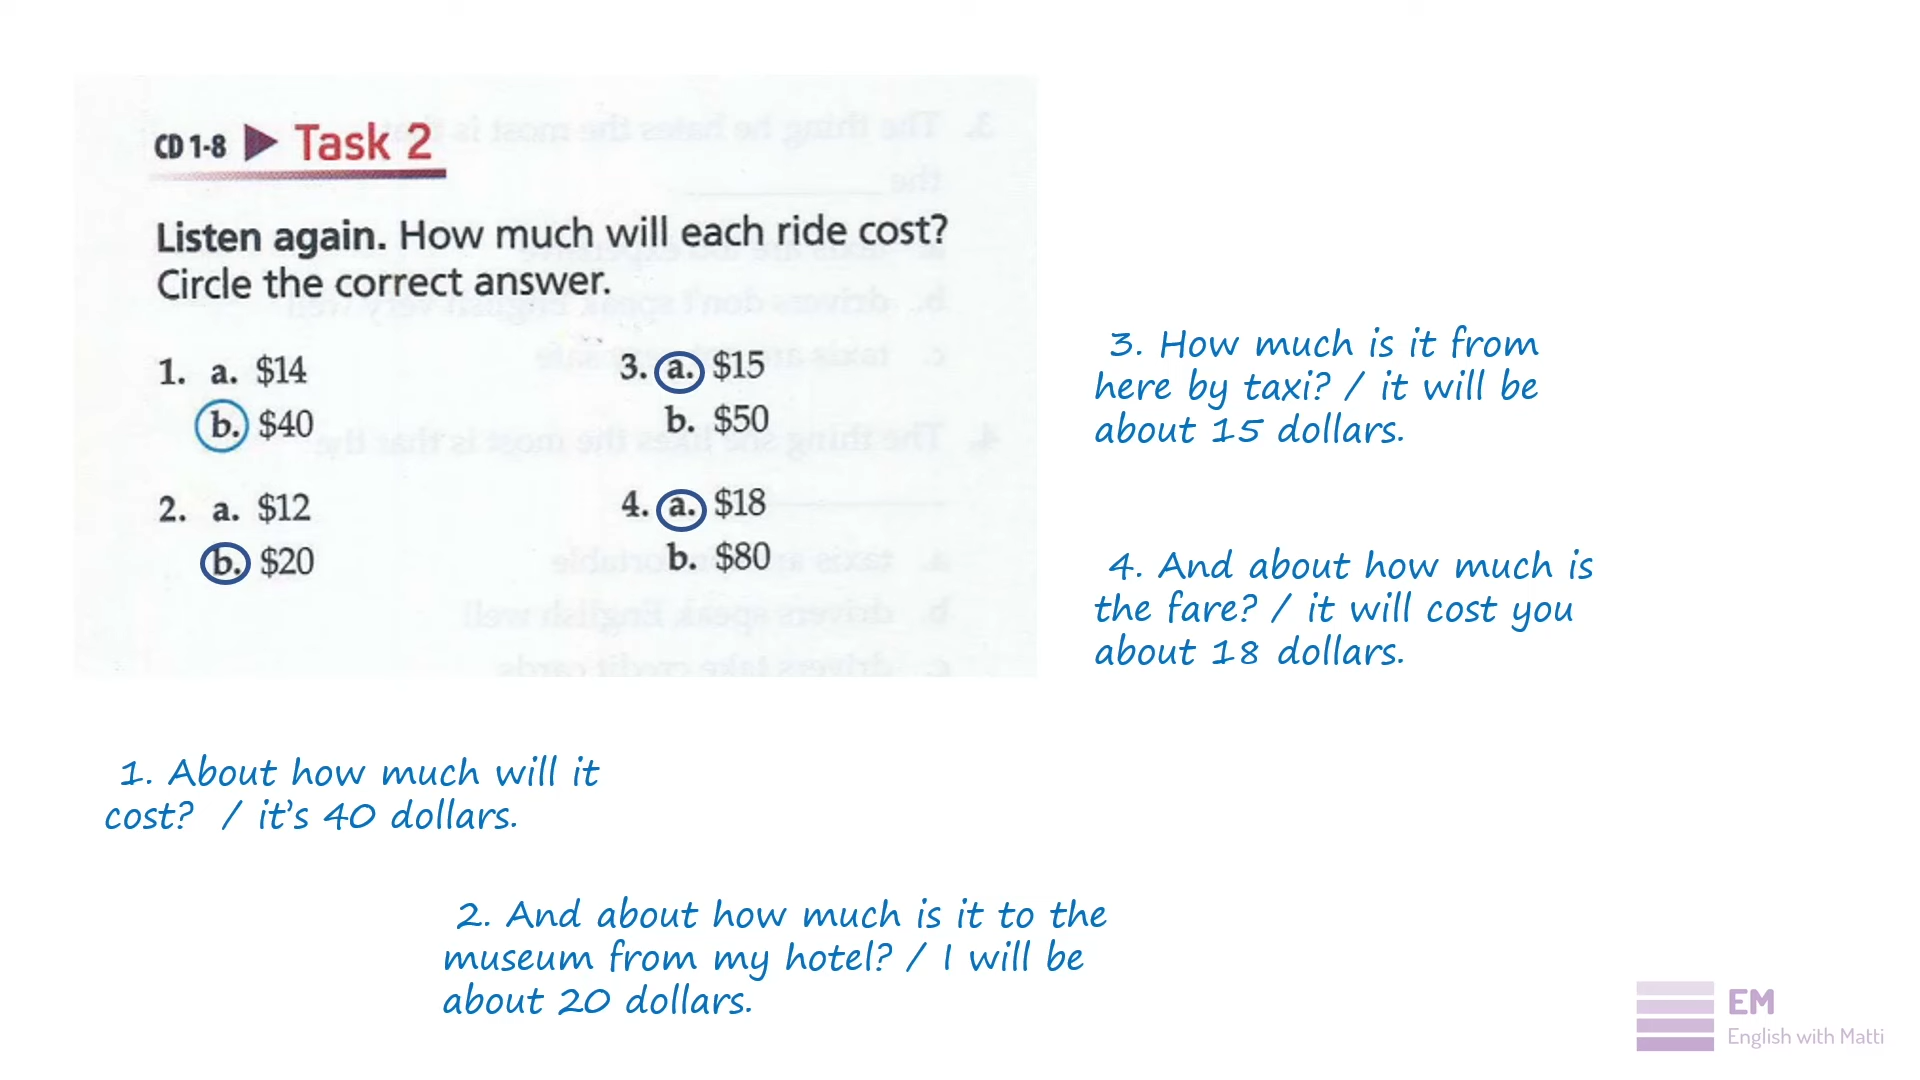 CD 1-8 ▶ Task 2
Listen again. How much will each ride cost?
Circle the correct answer.
1. a. $14
b. $40
2. a. $12
b. $20
3. a. $15
b. $50
4. a. $18
b. $80
3. How much is it from
here by taxi? / it will be
about 15 dollars.
4. And about how much is
the fare? / it will cost you
about 18 dollars.
1. About how much will it
cost? / it's 40 dollars.
2. And about how much is it to the
museum from my hotel? / I will be
about 20 dollars.
EM
English with Matti